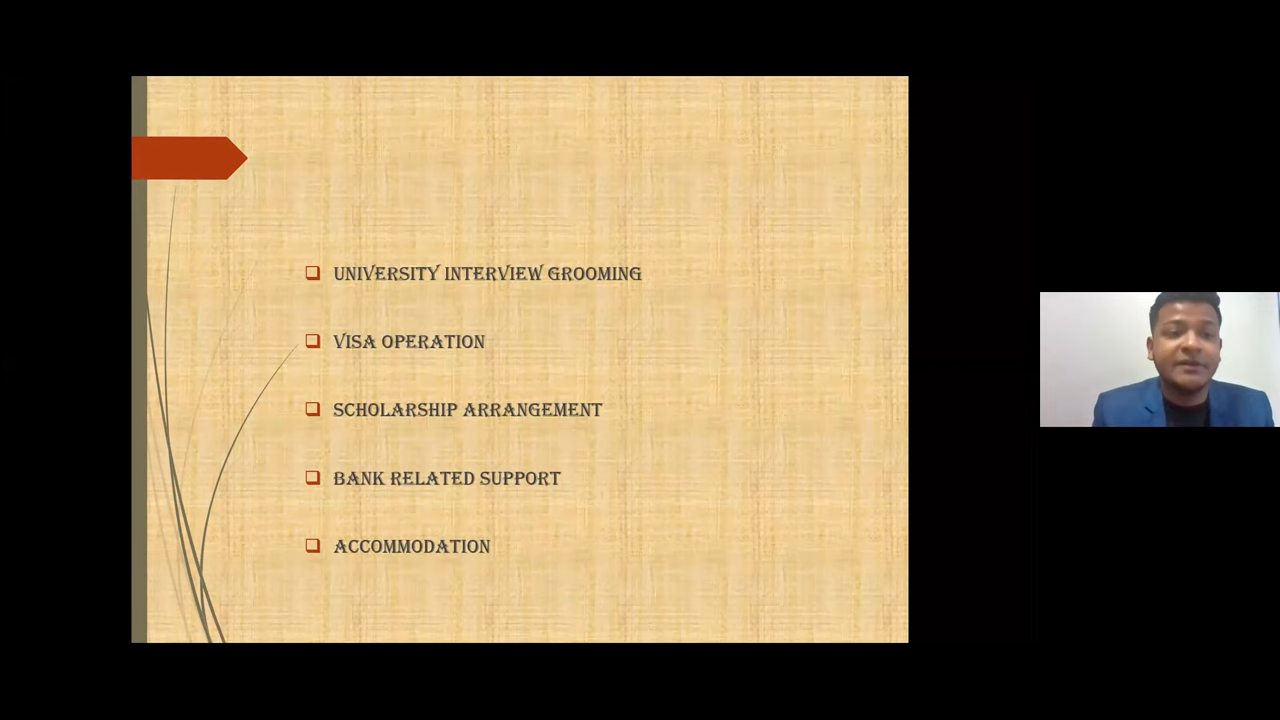 UNIVERSITY INTERVIEW GROOMING
VISA OPERATION
SCHOLARSHIP ARRANGEMENT
BANK RELATED SUPPORT
ACCOMMODATION